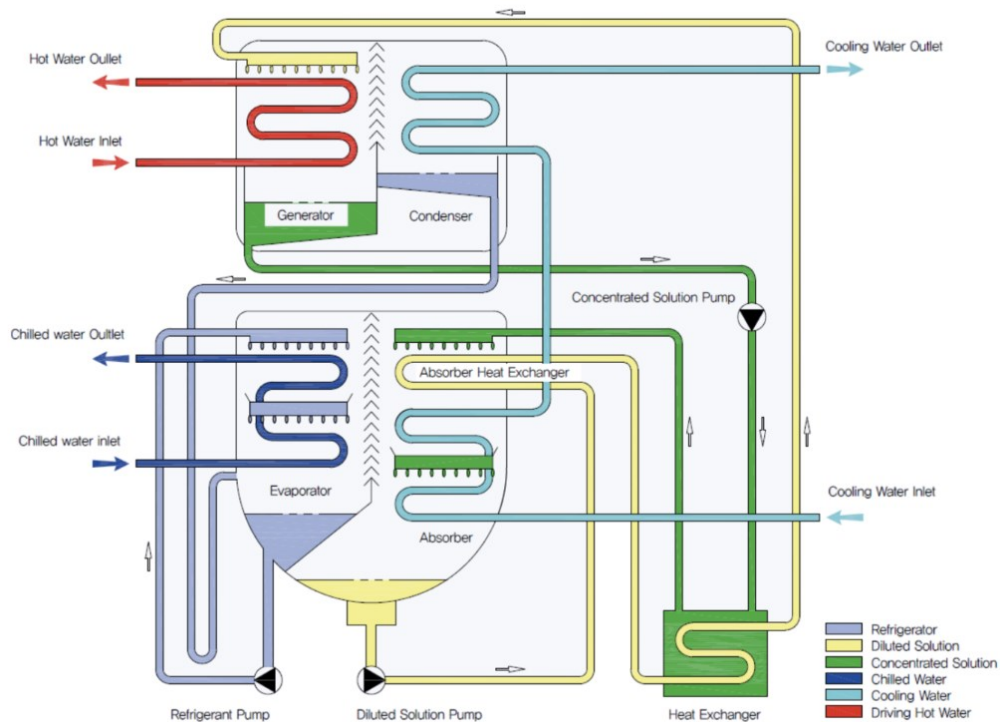 Hot Water Oullet
Cooling Water Outlet
Hot Water Inlet
Generator
Condenser
Concentrated Solution Pump
Chilled water Oultlet
Absorber Heat Exchanger
Chilled water inlet
Evaporator
Cooling Water Inlet
Absorber
Refrigerator
Diluted Solution
Concentrated Solution
Chilled Water
Cooling Water
Driving Hot Water
Refrigerant Pump
Diluted Solution Pump
Heat Exchanger